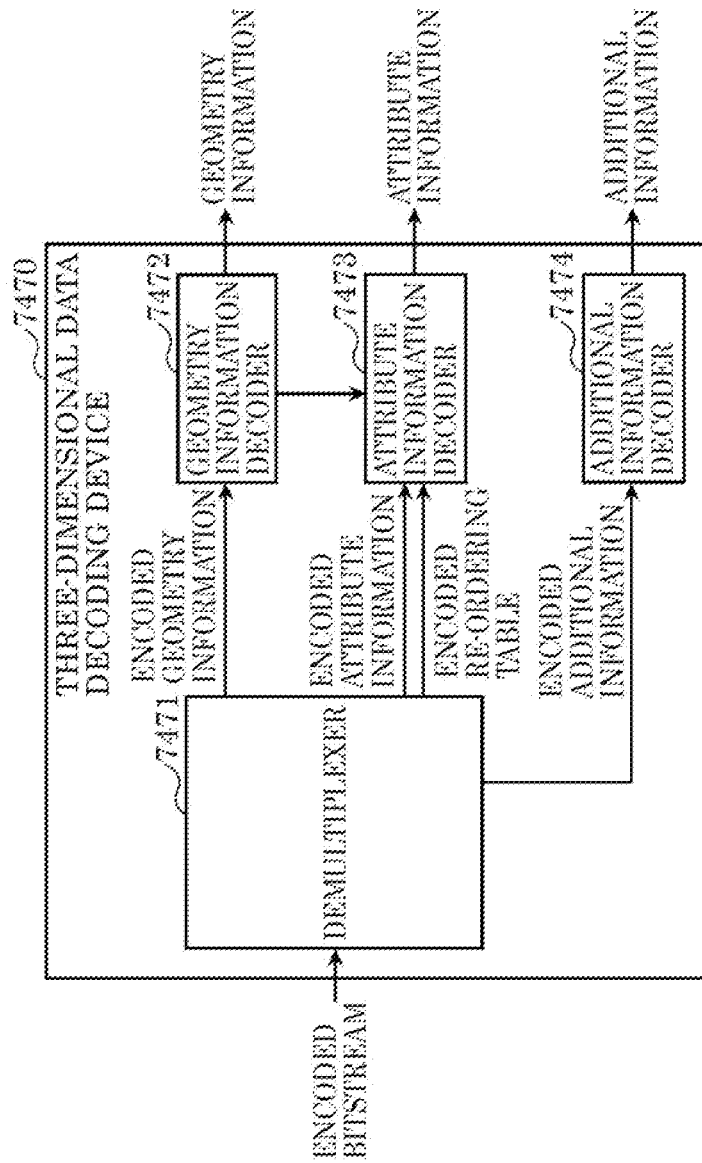 7470
THREE-DIMENSIONAL DATA
DECODING DEVICE
ENCODED
BITSTREAM
7471
DEMULTIPLEXER
ENCODED
GEOMETRY
INFORMATION
7472
GEOMETRY
INFORMATION
DECODER
GEOMETRY
INFORMATION
ENCODED
ATTRIBUTE
INFORMATION
ENCODED
RE-ORDERING
TABLE
7473
ATTRIBUTE
INFORMATION
DECODER
ATTRIBUTE
INFORMATION
ENCODED
ADDITIONAL
INFORMATION
7474
ADDITIONAL
INFORMATION
DECODER
ADDITIONAL
INFORMATION